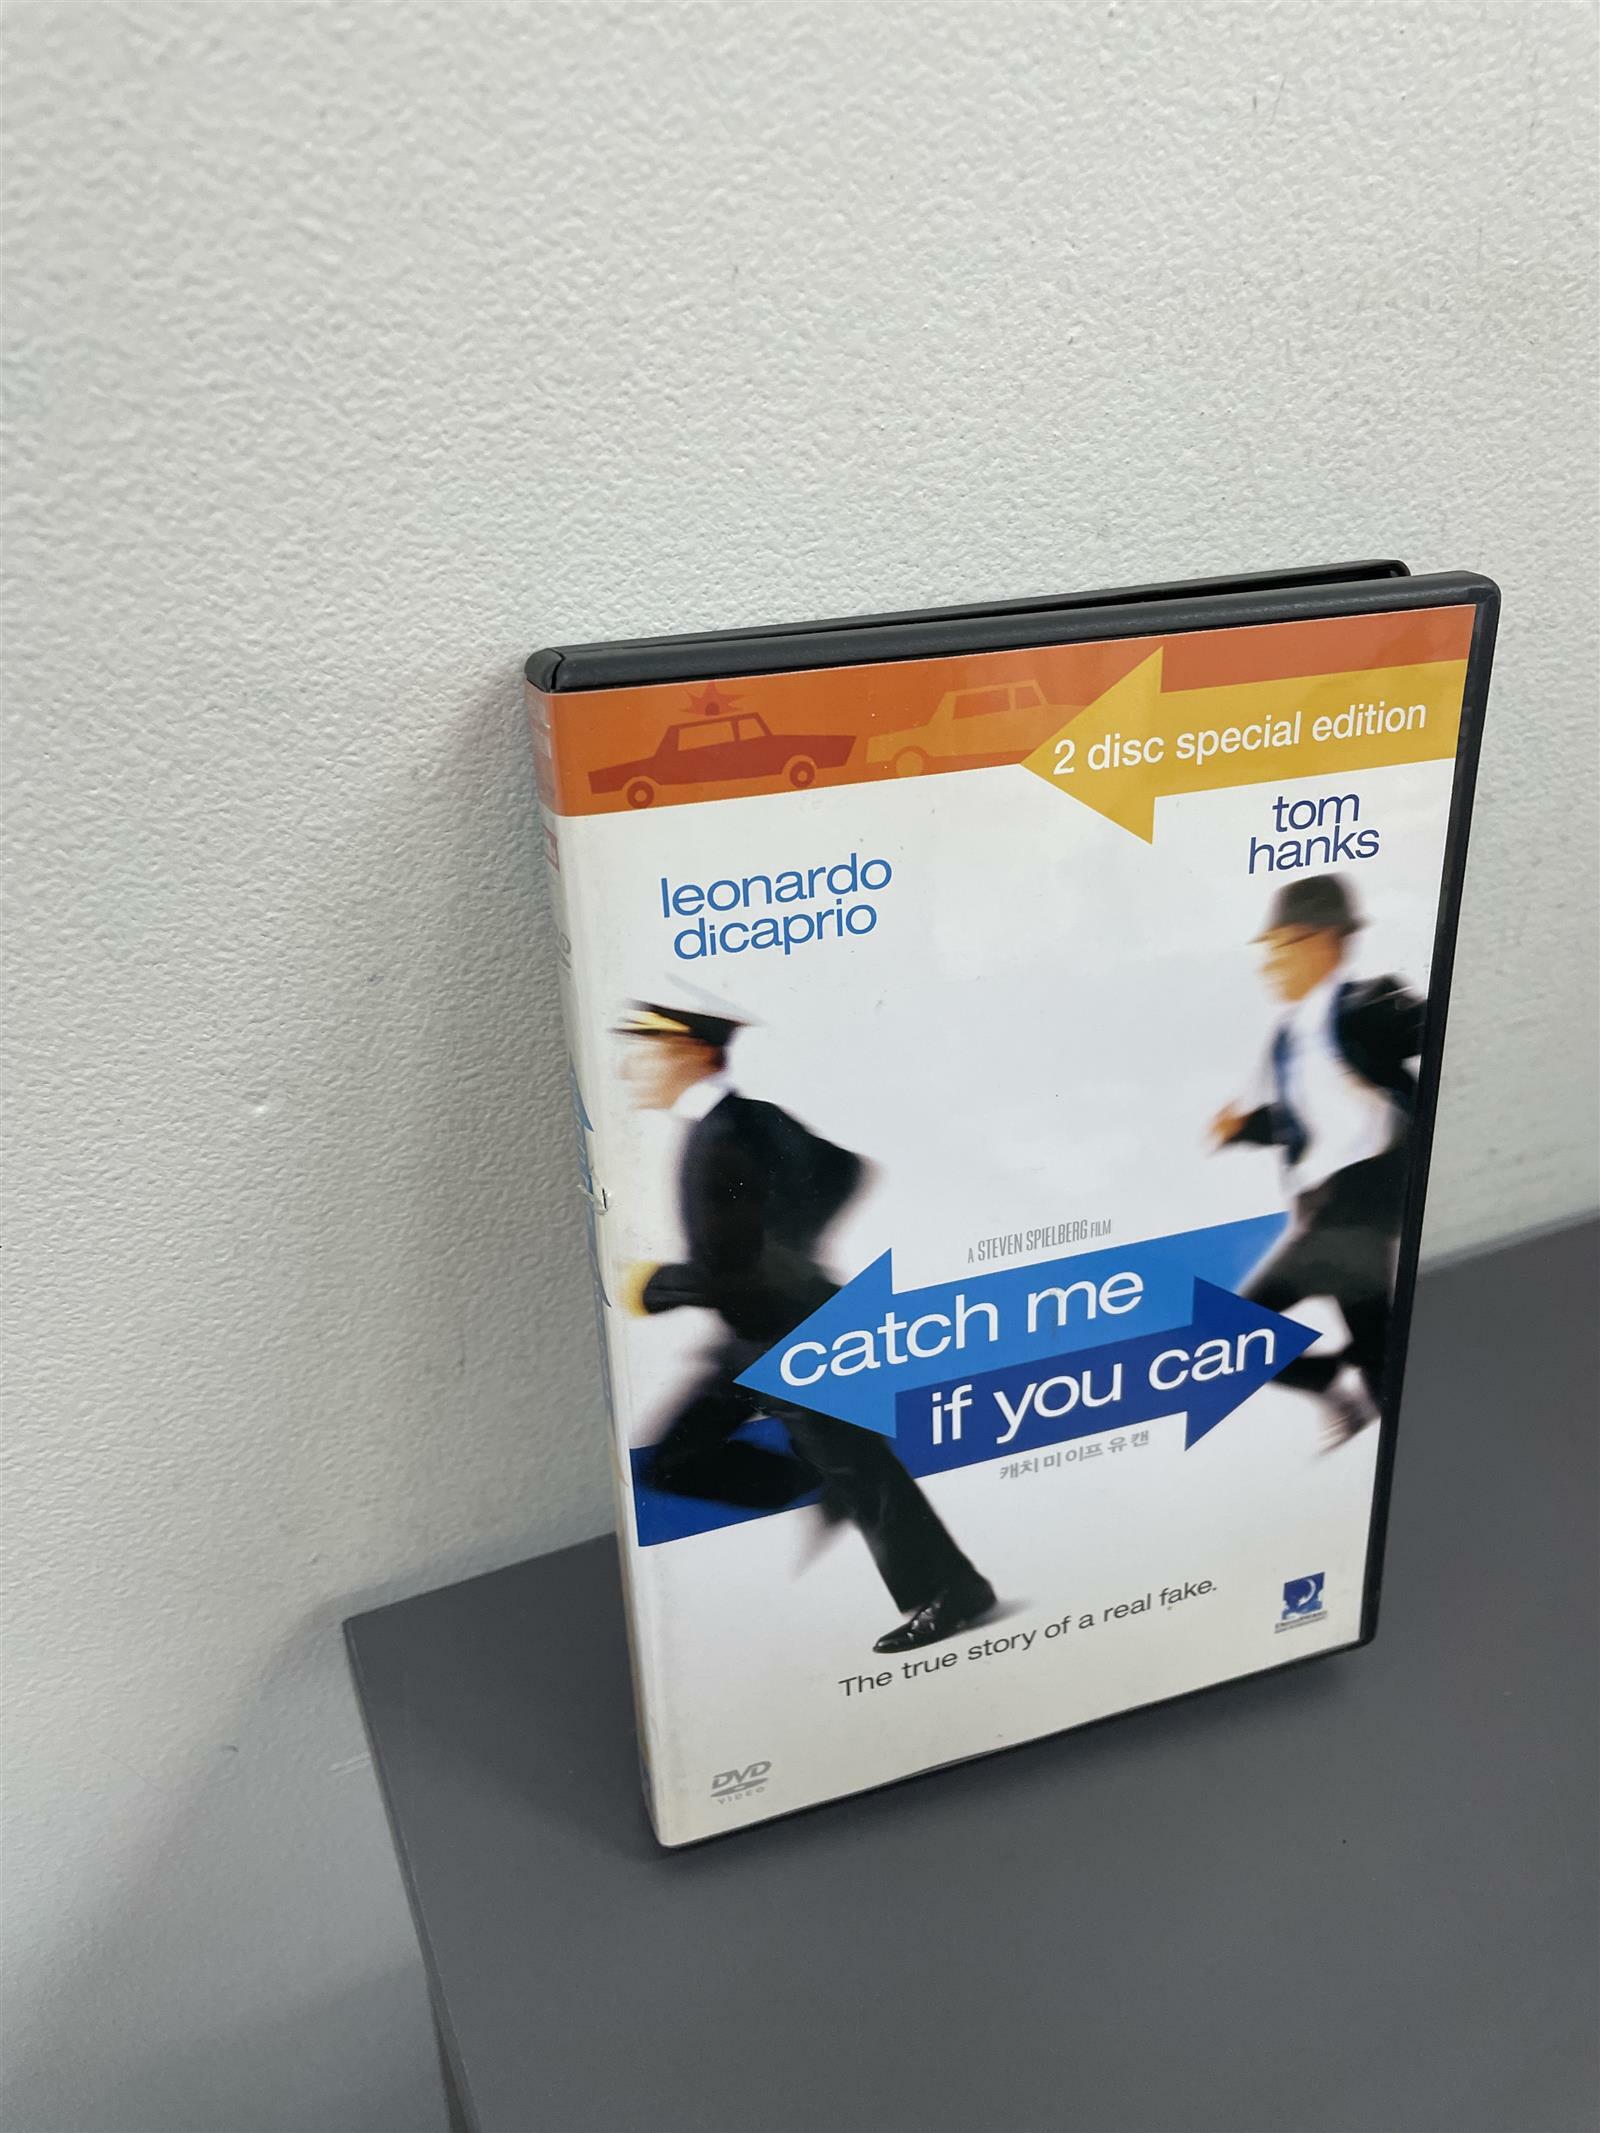 2 disc special edition
leonardo
dicaprio
tom
hanks
A STEVEN SPIELBERG FILM
catch me
if you can
캐치 미 이프 유 캔
The true story of a real fake.
DVD
VIDEO